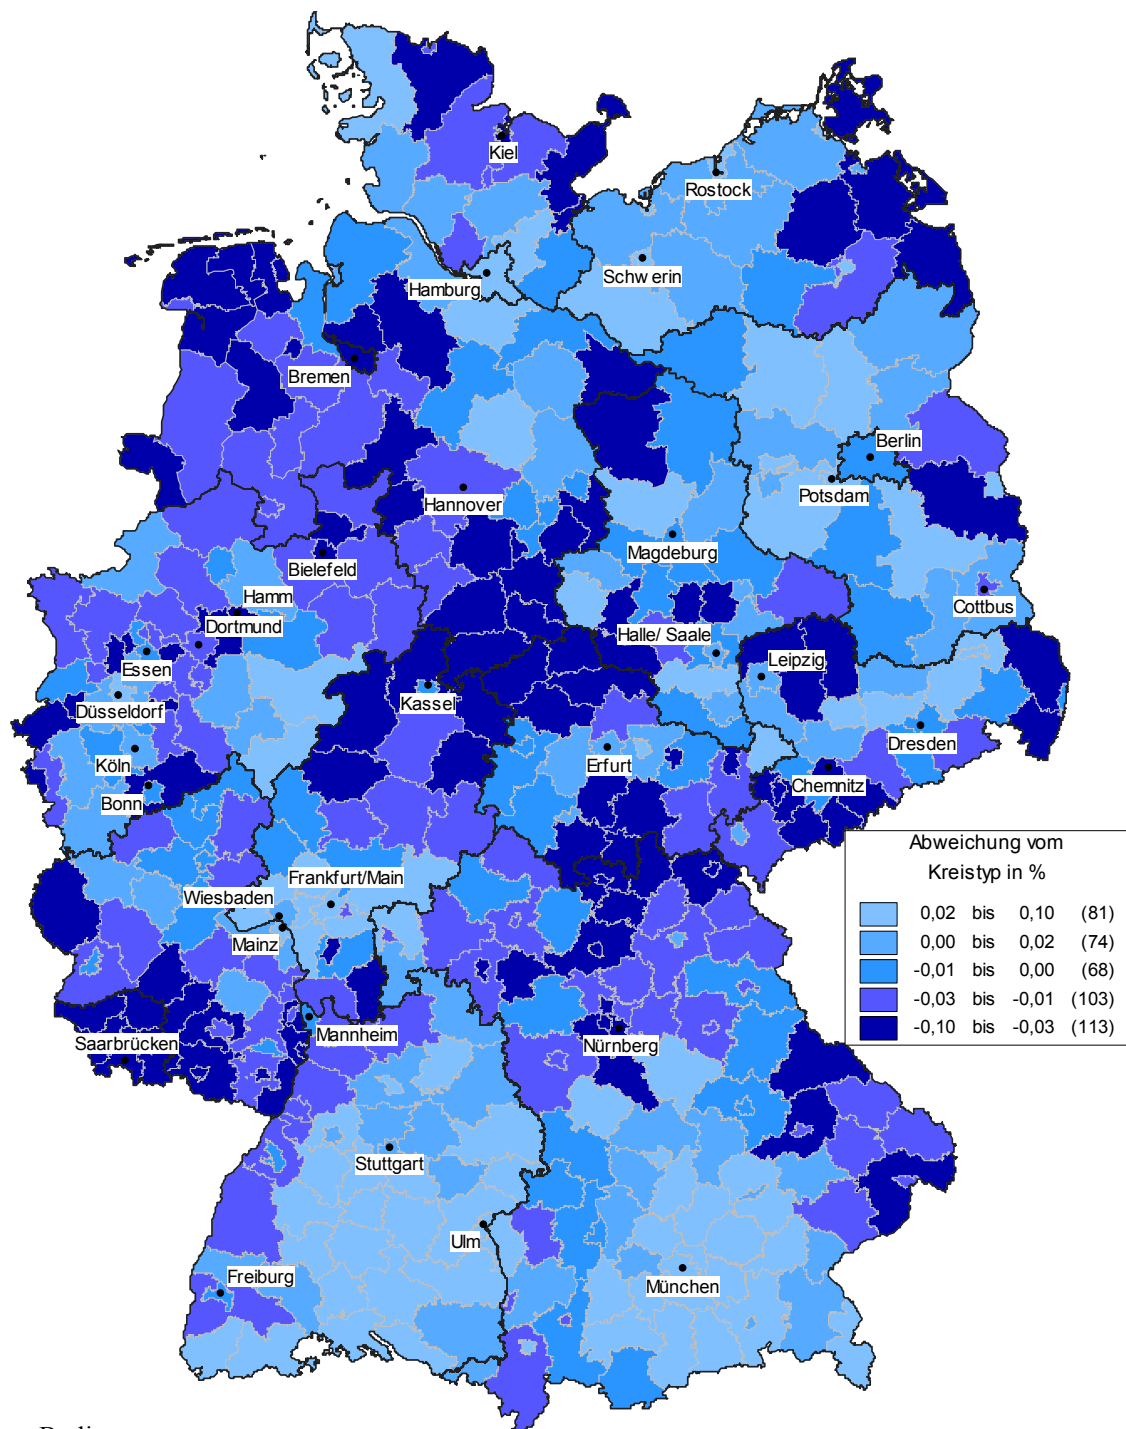 Kiel
Rostock
Schwerin
Hamburg
Bremen
Berlin
Potsdam
Hannover
Magdeburg
Bielefeld
Hamm
Cottbus
Dortmund
Halle/ Saale
Leipzig
Essen
Kassel
Düsseldorf
Dresden
Köln
Erfurt
Chemnitz
Bonn
Frankfurt/Main
Wiesbaden
Mainz
Mannheim
Saarbrücken
Nürnberg
Stuttgart
Ulm
Freiburg
München
Abweichung vom
Kreistyp in %
0,02 bis 0,10 (81)
0,00 bis 0,02 (74)
-0,01 bis 0,00 (68)
-0,03 bis -0,01 (103)
-0,10 bis -0,03 (113)